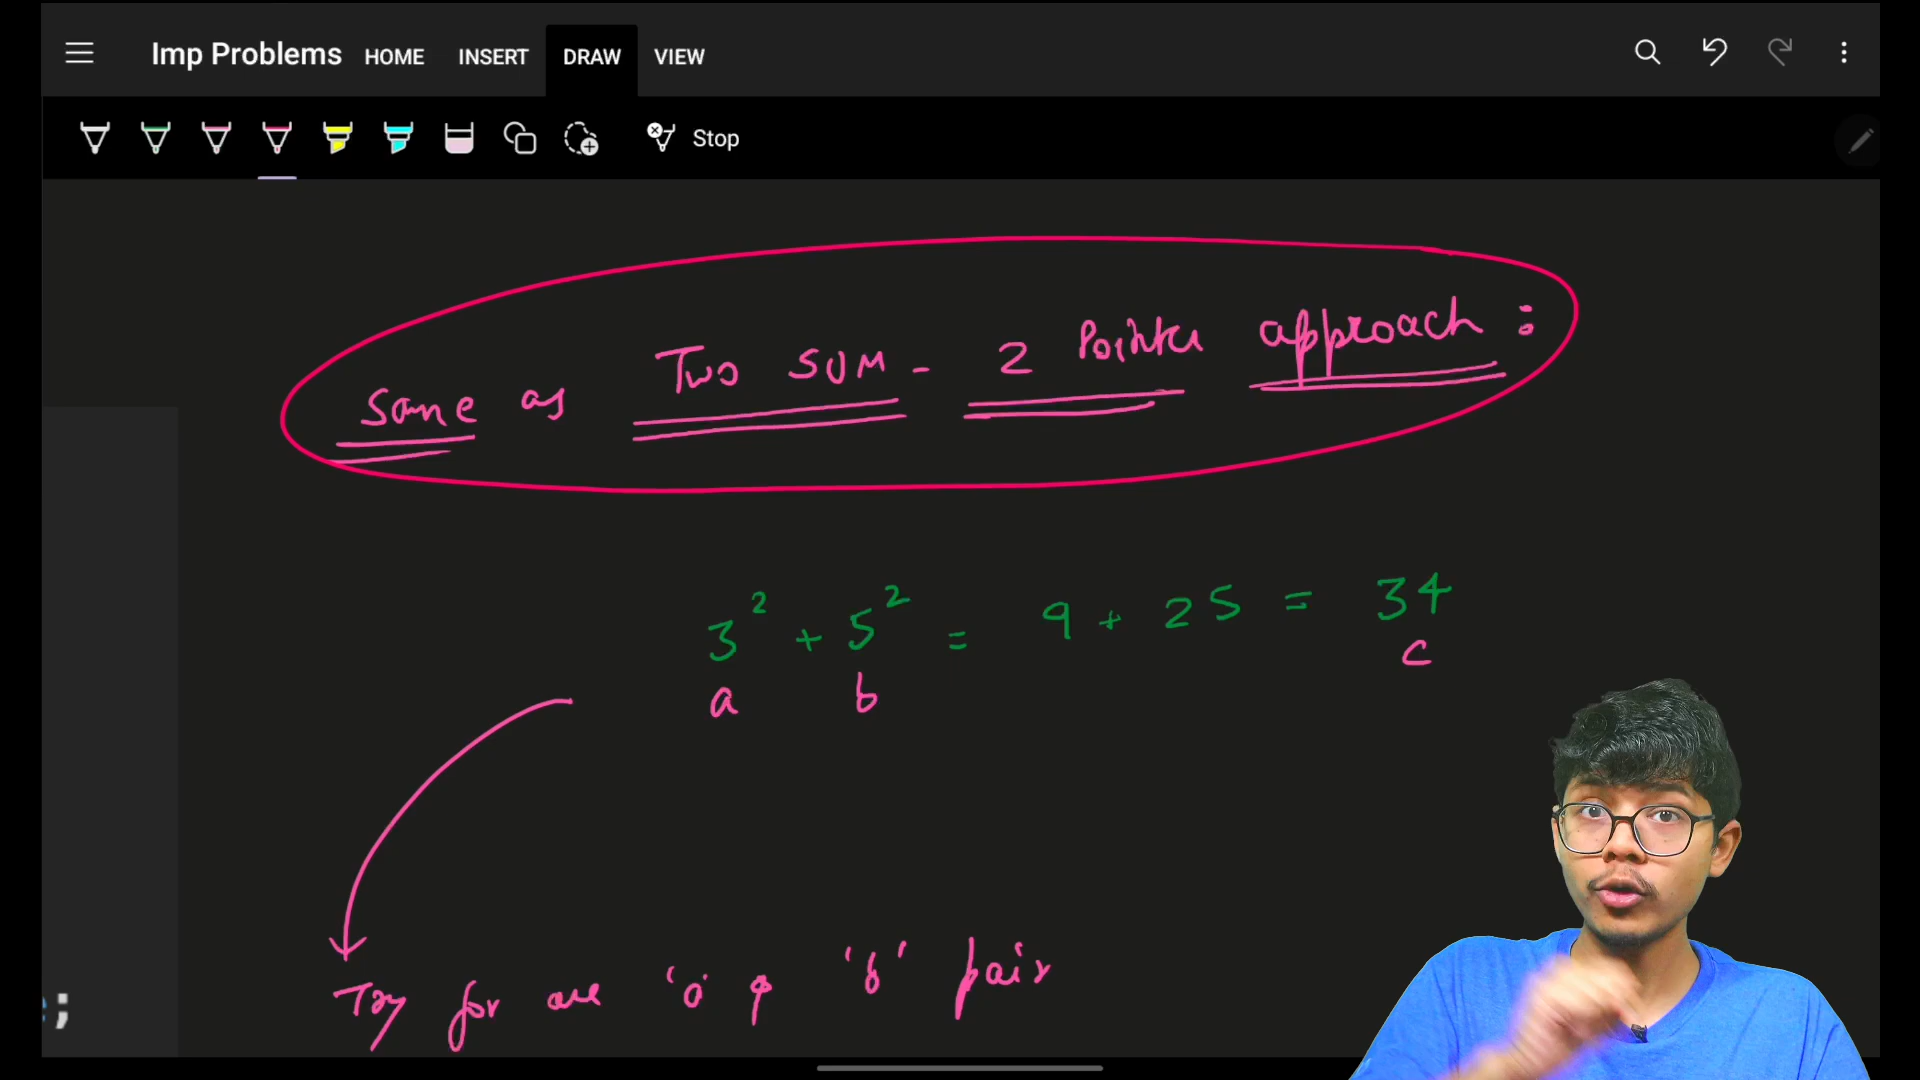 Imp Problems HOME INSERT DRAW VIEW
Stop
Same as Two SUM - 2 Pointer approach :
3² + 5² = 9 + 25 = 34
a b c
Try for all 'a' & 'b' pair
;